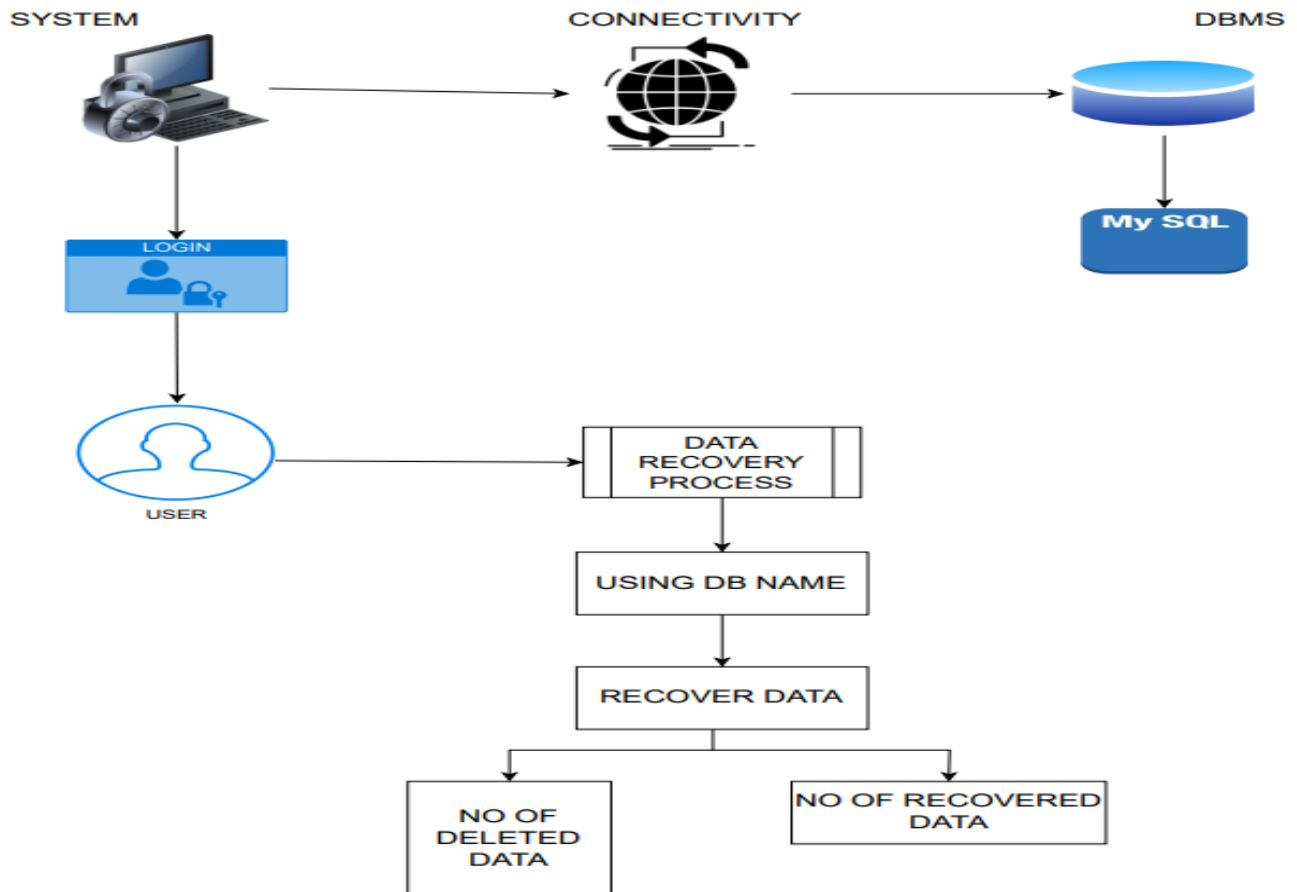 SYSTEM
CONNECTIVITY
DBMS
My SQL
LOGIN
USER
DATA
RECOVERY
PROCESS
USING DB NAME
RECOVER DATA
NO OF
DELETED
DATA
NO OF RECOVERED
DATA